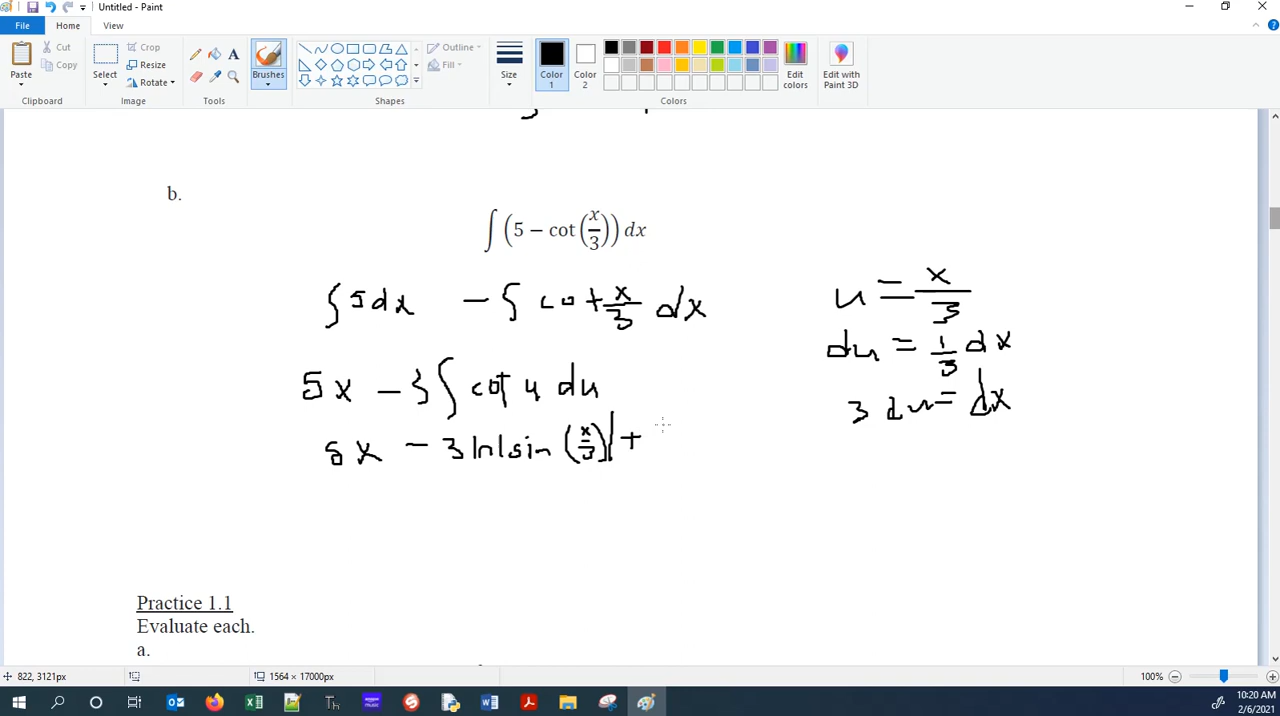 Untitled - Paint
File Home View
Paste Cut Copy Select Crop Resize Rotate Brushes Outline Fill Size Color 1 Color 2 Edit colors Edit with Paint 3D
Clipboard Image Tools Shapes Colors
b.
∫ (5 − cot(x/3)) dx
∫ 5dx − ∫ cot x/3 dx
u = x/3
du = 1/3 dx
5x − 3 ∫ cot u du
3 du = dx
5x − 3 ln|sin (x/3)| +
Practice 1.1
Evaluate each.
a.
822, 3121px 1564 × 17000px 100%
10:20 AM
2/6/2021